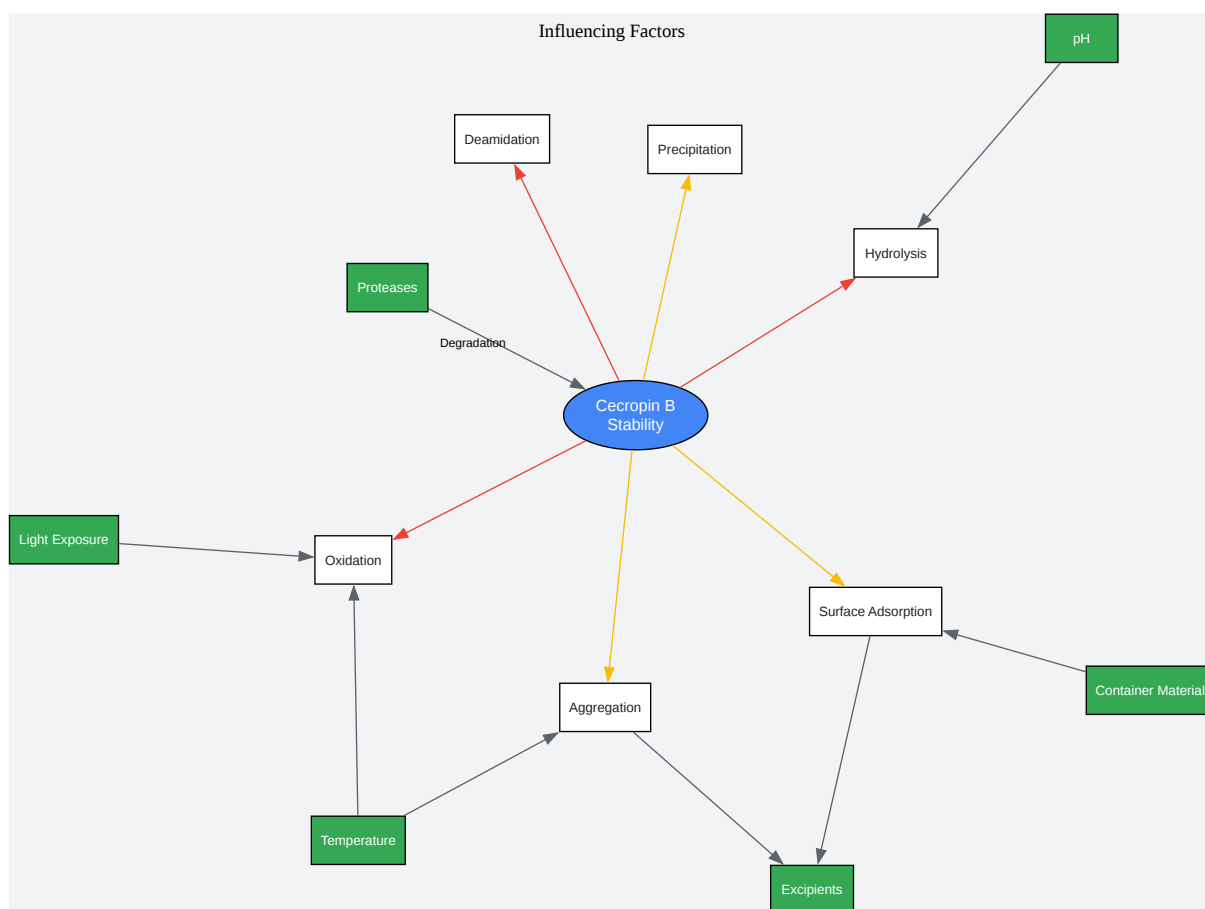 Influencing Factors
pH
Deamidation
Precipitation
Hydrolysis
Proteases
Degradation
Cecropin B
Stability
Light Exposure
Oxidation
Surface Adsorption
Container Material
Aggregation
Temperature
Excipients